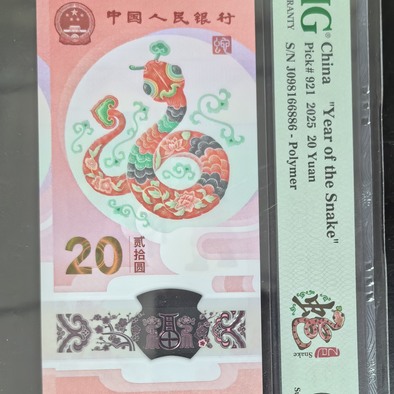 中国人民银行
20
贰拾圆
China "Year of the Snake"
Pick# 921 2025 20 Yuan
S/N J098166886 - Polymer
Snake